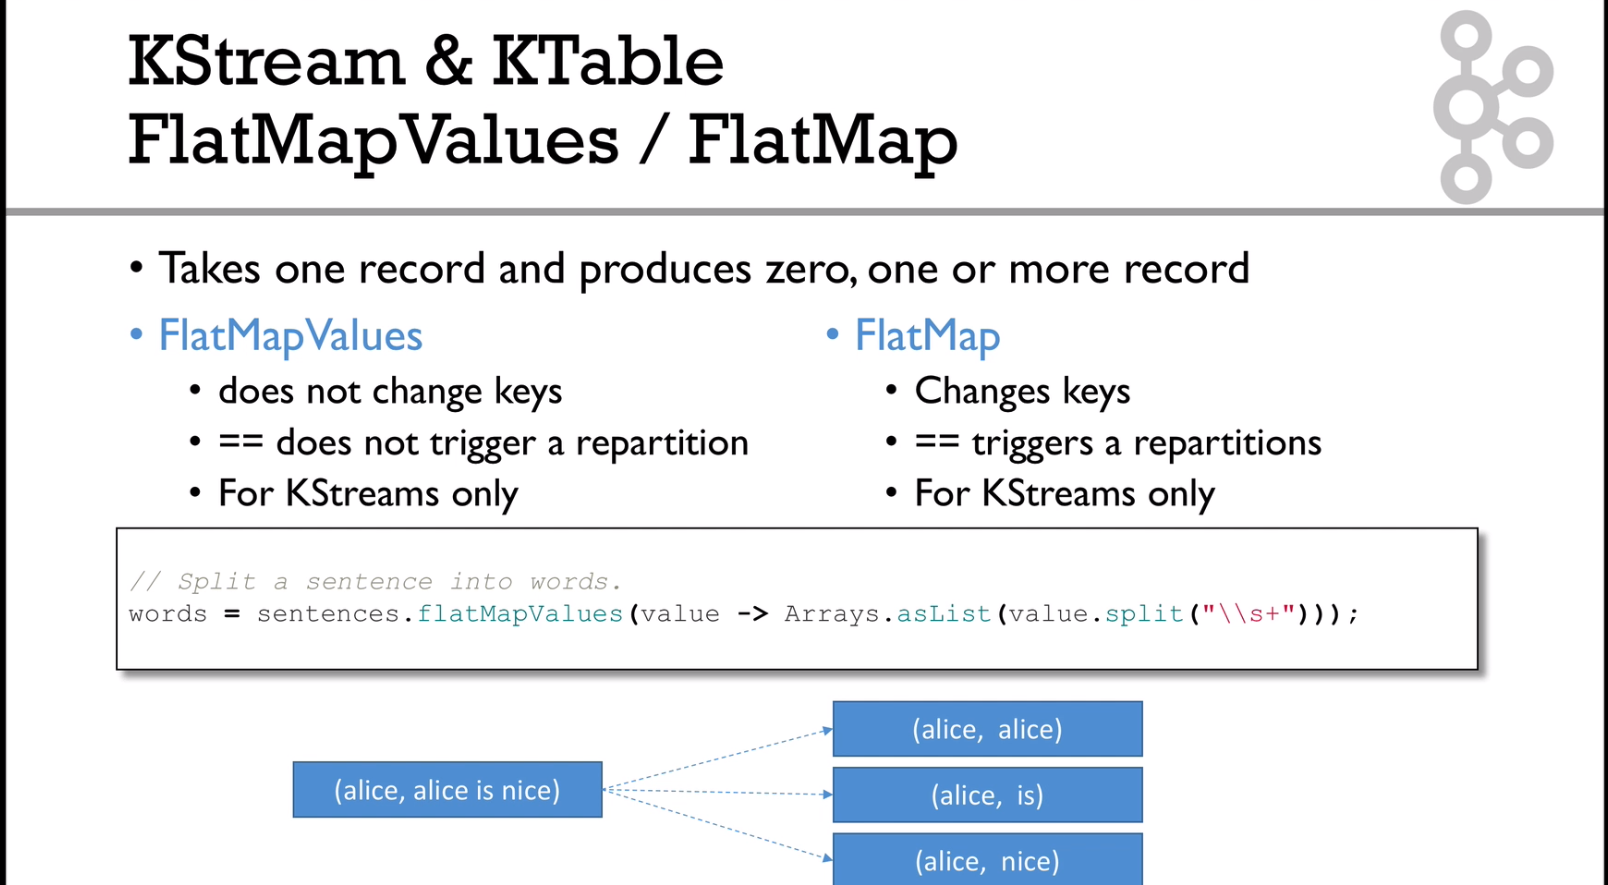 KStream & KTable
FlatMapValues / FlatMap
• Takes one record and produces zero, one or more record
• FlatMapValues
• does not change keys
• == does not trigger a repartition
• For KStreams only
• FlatMap
• Changes keys
• == triggers a repartitions
• For KStreams only
// Split a sentence into words.
words = sentences.flatMapValues(value -> Arrays.asList(value.split("\\s+")));
(alice, alice is nice)
(alice, alice)
(alice, is)
(alice, nice)